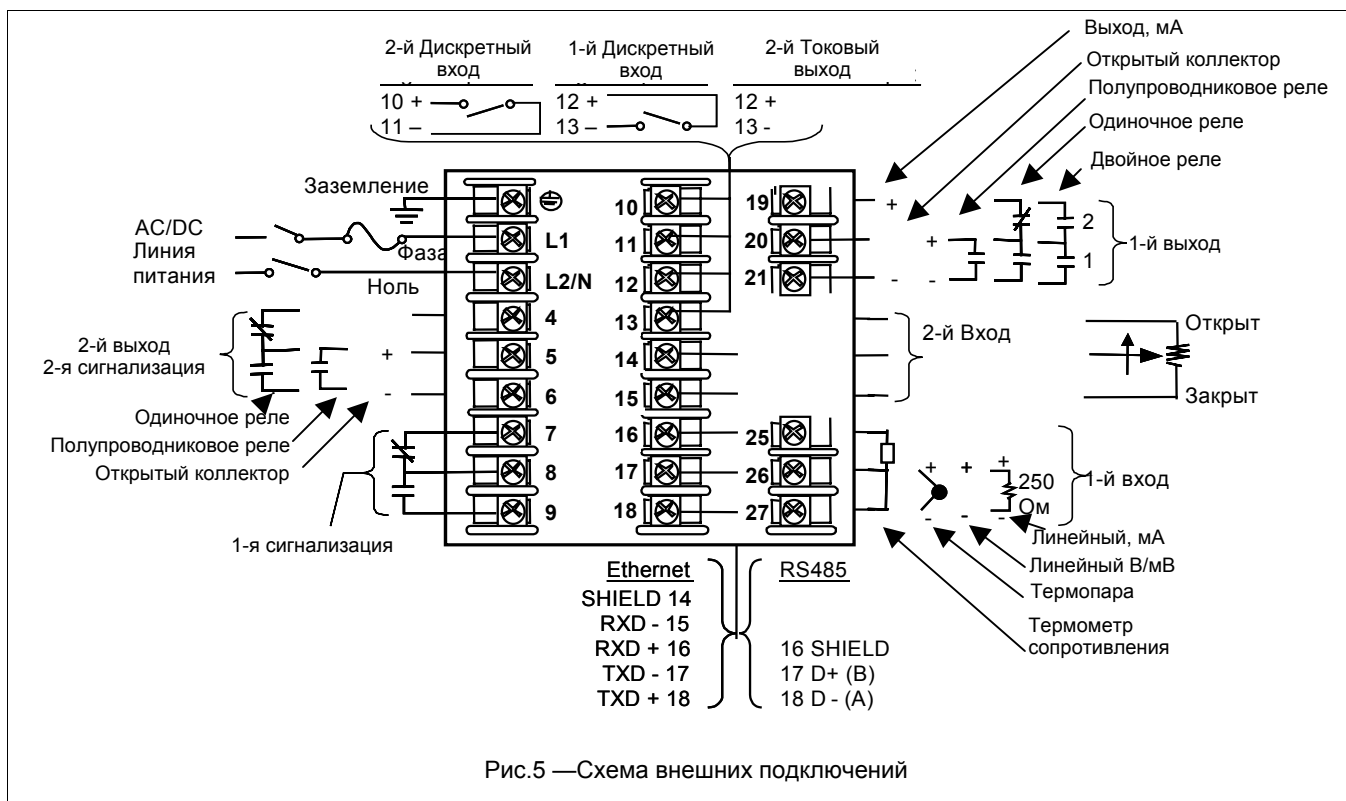 2-й Дискретный
вход
1-й Дискретный
вход
2-й Токовый
выход
10 +
11 –
12 +
13 –
12 +
13 -
Выход, мА
Открытый коллектор
Полупроводниковое реле
Одиночное реле
Двойное реле
Заземление
AC/DC
Линия
питания
Фаза
Ноль
L1
L2/N
4
5
6
7
8
9
10
11
12
13
14
15
16
17
18
19
20
21
25
26
27
+
+
- -
2
1
1-й выход
2-й Вход
Открыт
Закрыт
2-й выход
2-я сигнализация
+
-
Одиночное реле
Полупроводниковое реле
Открытый коллектор
1-я сигнализация
+ + +
250
Ом
- - -
1-й вход
Линейный, мА
Линейный В/мВ
Термопара
Термометр
сопротивления
Ethernet
SHIELD 14
RXD - 15
RXD + 16
TXD - 17
TXD + 18
RS485
16 SHIELD
17 D+ (B)
18 D - (A)
Рис.5 —Схема внешних подключений